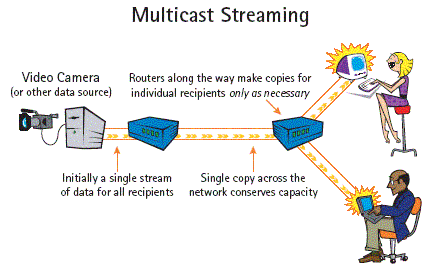 Multicast Streaming
Video Camera
(or other data source)
Routers along the way make copies for
individual recipients only as necessary
Initially a single stream
of data for all recipients
Single copy across the
network conserves capacity